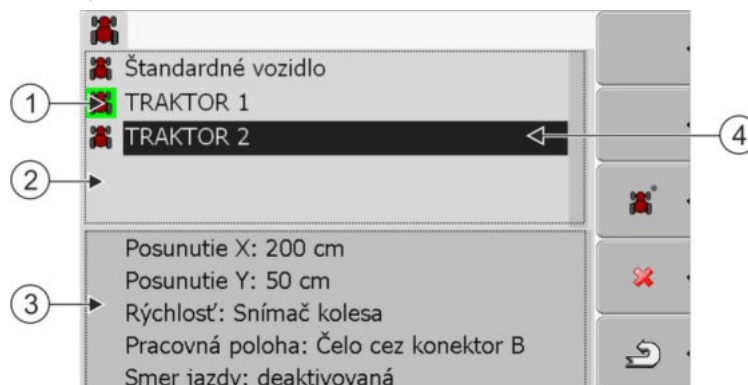 Štandardné vozidlo
1
TRAKTOR 1
TRAKTOR 2
4
2
Posunutie X: 200 cm
Posunutie Y: 50 cm
3
Rýchlosť: Snímač kolesa
Pracovná poloha: Čelo cez konektor B
Smer jazdy: deaktivovaná